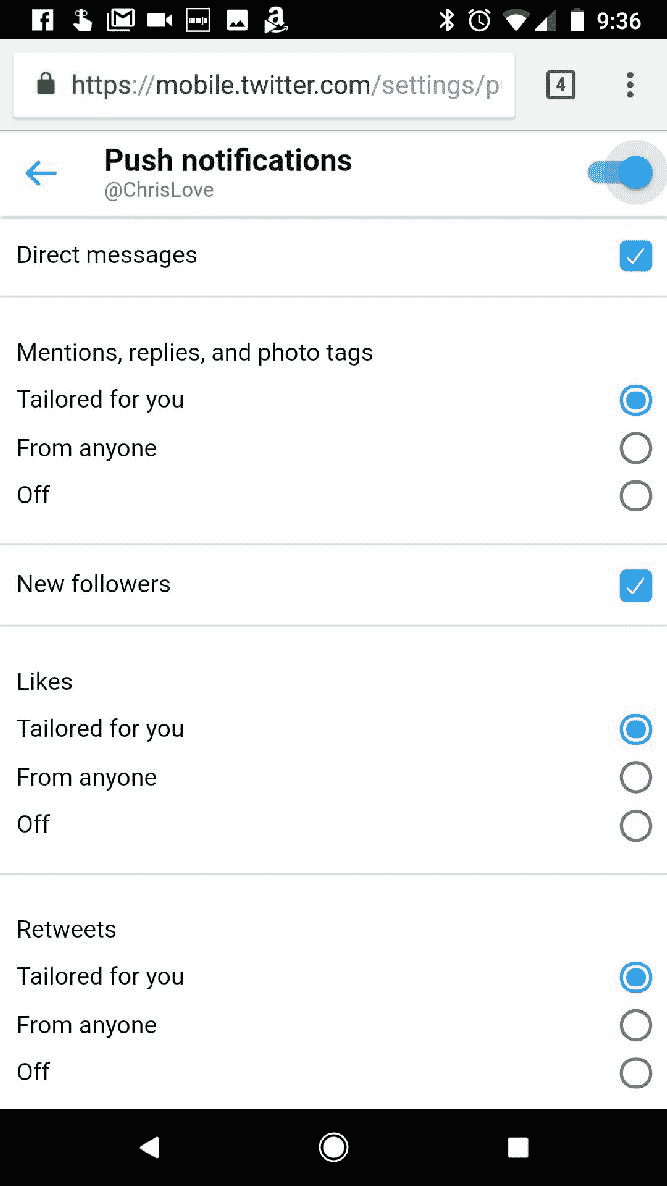 9:36
https://mobile.twitter.com/settings/p
4
Push notifications
@ChrisLove
Direct messages
Mentions, replies, and photo tags
Tailored for you
From anyone
Off
New followers
Likes
Tailored for you
From anyone
Off
Retweets
Tailored for you
From anyone
Off